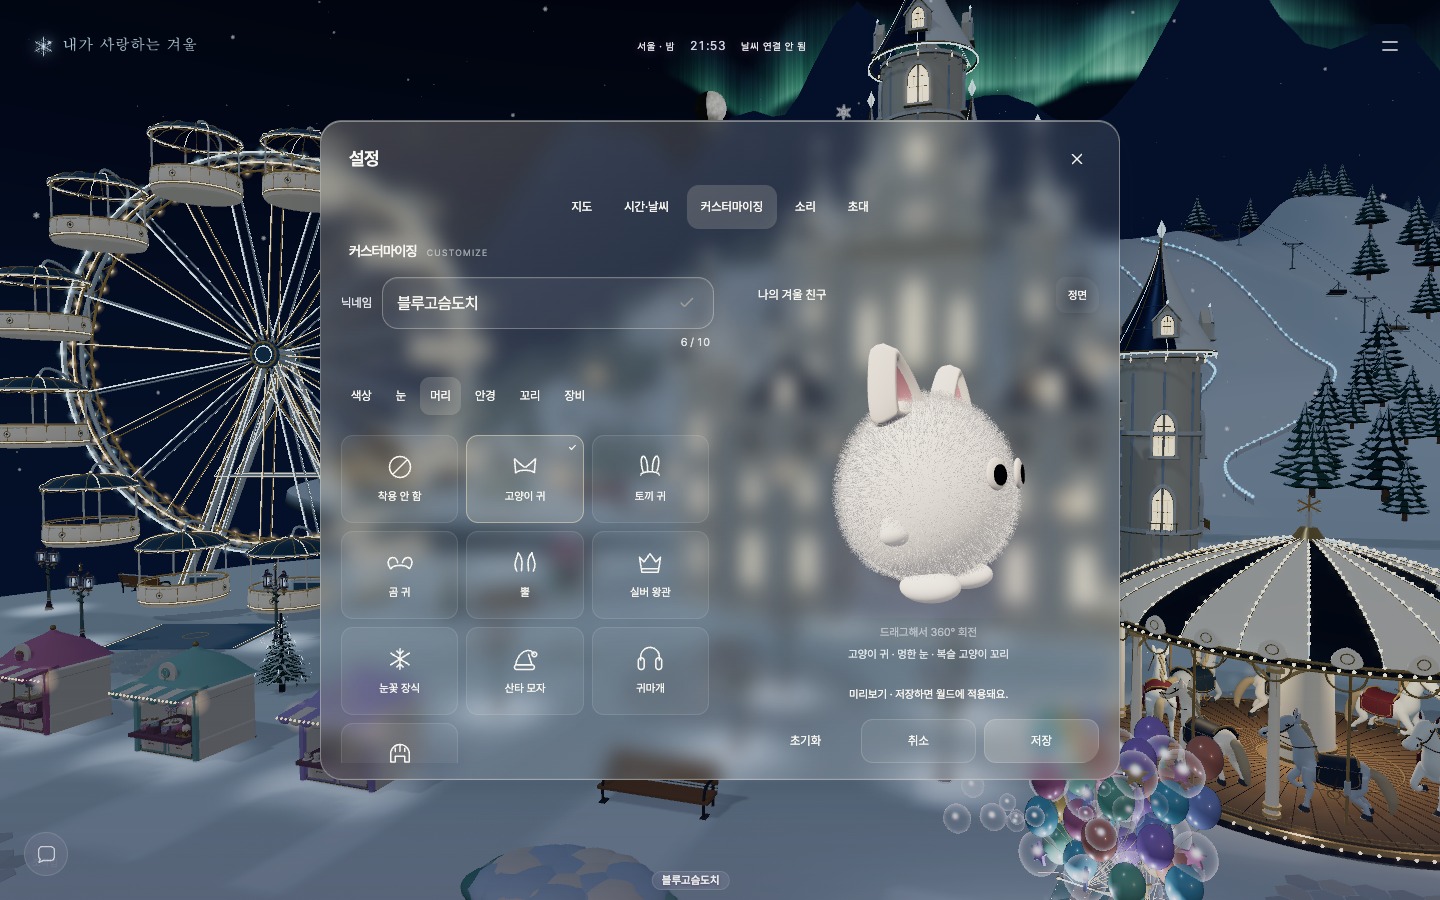 내가 사랑하는 겨울
서울 · 밤 21:53 날씨 연결 안 됨
설정
지도 시간·날씨 커스터마이징 소리 초대
커스터마이징 CUSTOMIZE
닉네임 블루고슴도치
6 / 10
나의 겨울 친구 정면
색상 눈 머리 안경 꼬리 장비
착용 안 함 고양이 귀 토끼 귀
곰 귀 뿔 실버 왕관
눈꽃 장식 산타 모자 귀마개
드래그해서 360° 회전
고양이 귀 · 멍한 눈 · 복슬 고양이 꼬리
미리보기 · 저장하면 월드에 적용돼요.
초기화 취소 저장
블루고슴도치